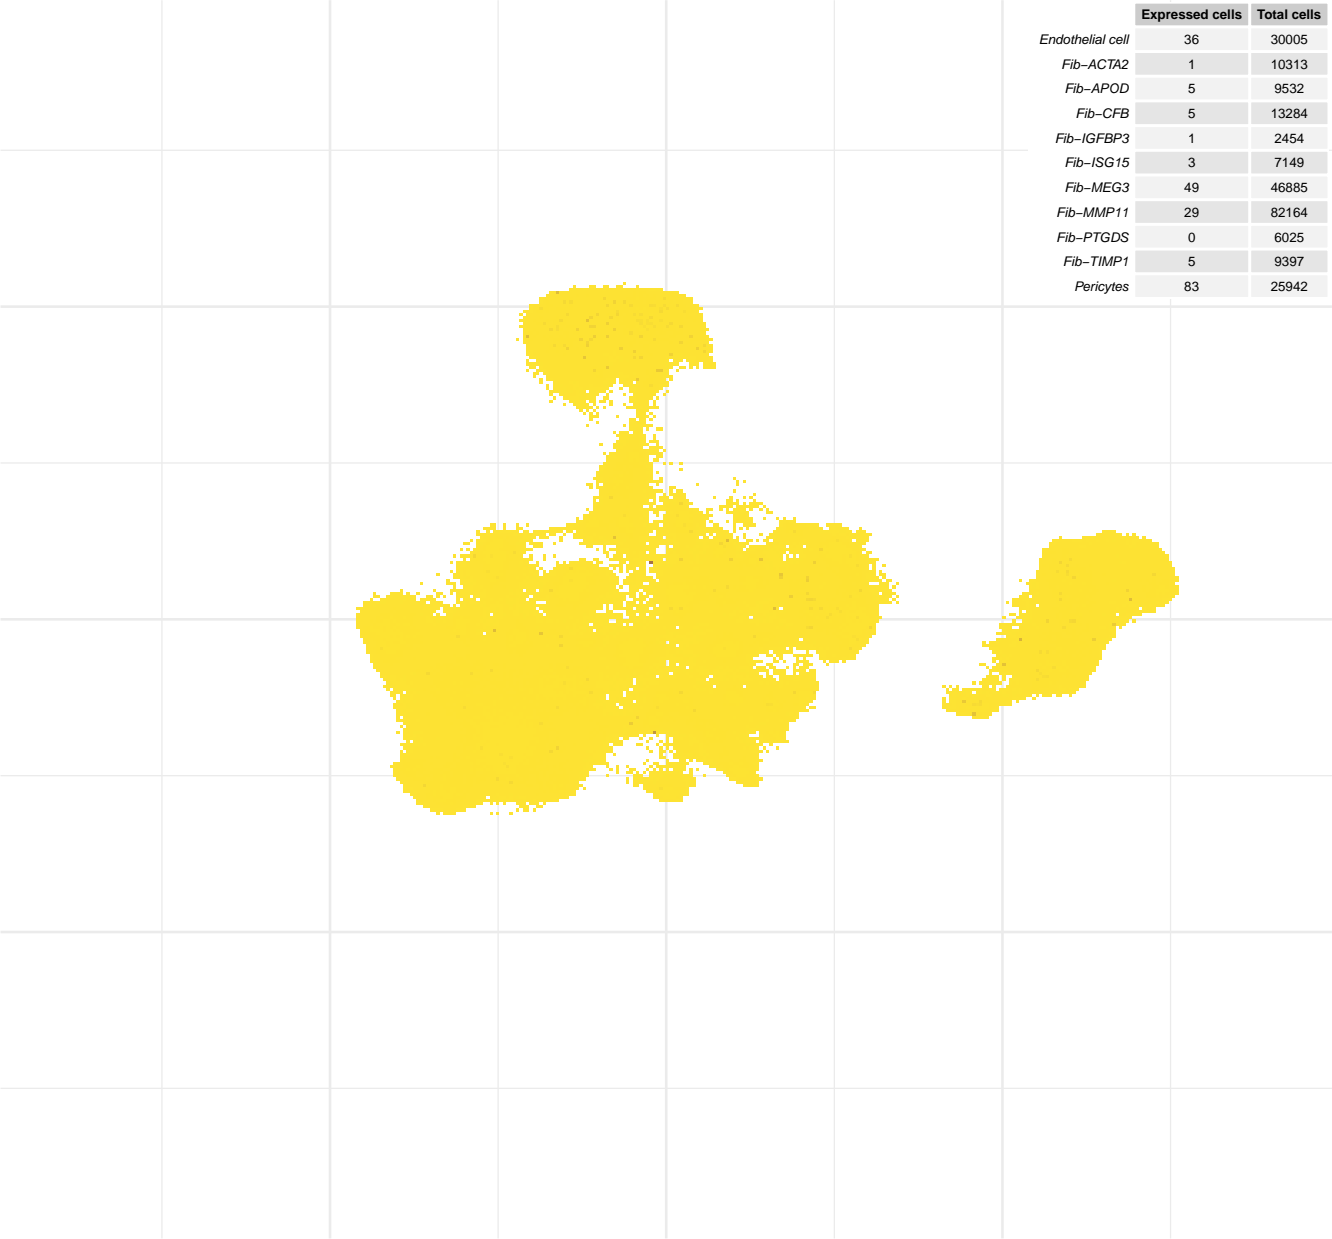 Expressed cells Total cells
Endothelial cell 36 30005
Fib−ACTA2 1 10313
Fib−APOD 5 9532
Fib−CFB 5 13284
Fib−IGFBP3 1 2454
Fib−ISG15 3 7149
Fib−MEG3 49 46885
Fib−MMP11 29 82164
Fib−PTGDS 0 6025
Fib−TIMP1 5 9397
Pericytes 83 25942